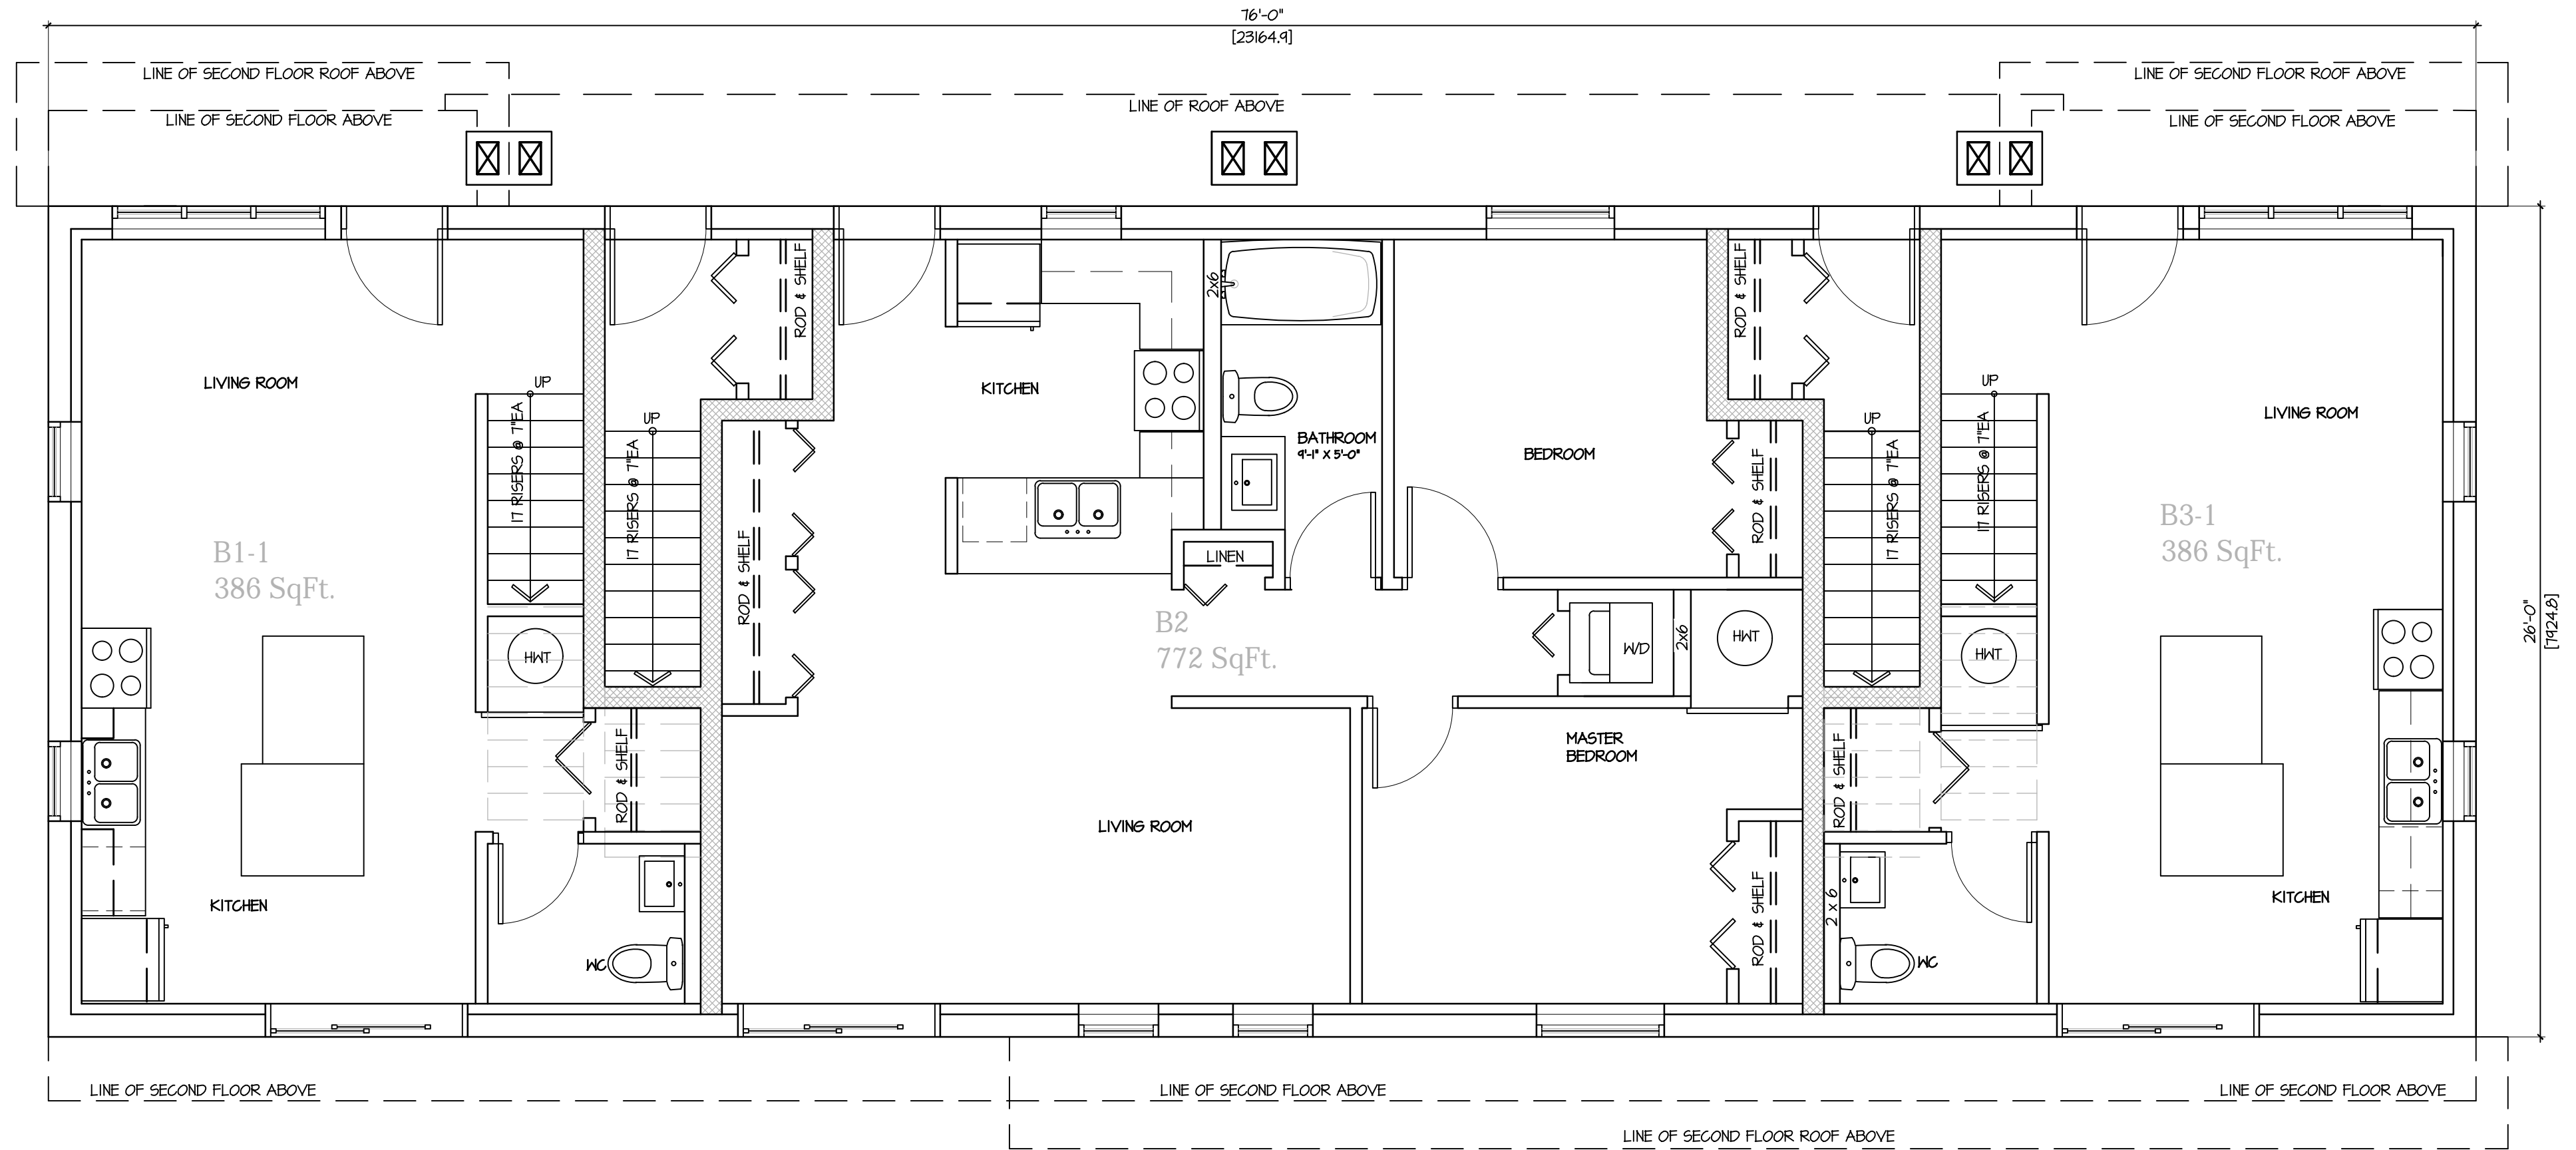 76'-0"
[23164.9]
LINE OF SECOND FLOOR ROOF ABOVE
LINE OF SECOND FLOOR ROOF ABOVE
LINE OF ROOF ABOVE
LINE OF SECOND FLOOR ABOVE
LINE OF SECOND FLOOR ABOVE
ROD & SHELF
2x6
ROD & SHELF
LIVING ROOM
UP
KITCHEN
UP
LIVING ROOM
17 RISERS @ 7"EA
UP
17 RISERS @ 7"EA
BATHROOM
9'-1" X 5'-0"
BEDROOM
ROD & SHELF
UP
17 RISERS @ 7"EA
17 RISERS @ 7"EA
B1-1
386 SqFt.
B3-1
386 SqFt.
ROD & SHELF
LINEN
B2
772 SqFt.
HWT
W/D
2x6
HWT
HWT
26'-0"
[7924.8]
ROD & SHELF
MASTER
BEDROOM
ROD & SHELF
LIVING ROOM
KITCHEN
WC
ROD & SHELF
2 x 6
WC
KITCHEN
LINE OF SECOND FLOOR ABOVE
LINE OF SECOND FLOOR ABOVE
LINE OF SECOND FLOOR ABOVE
LINE OF SECOND FLOOR ROOF ABOVE